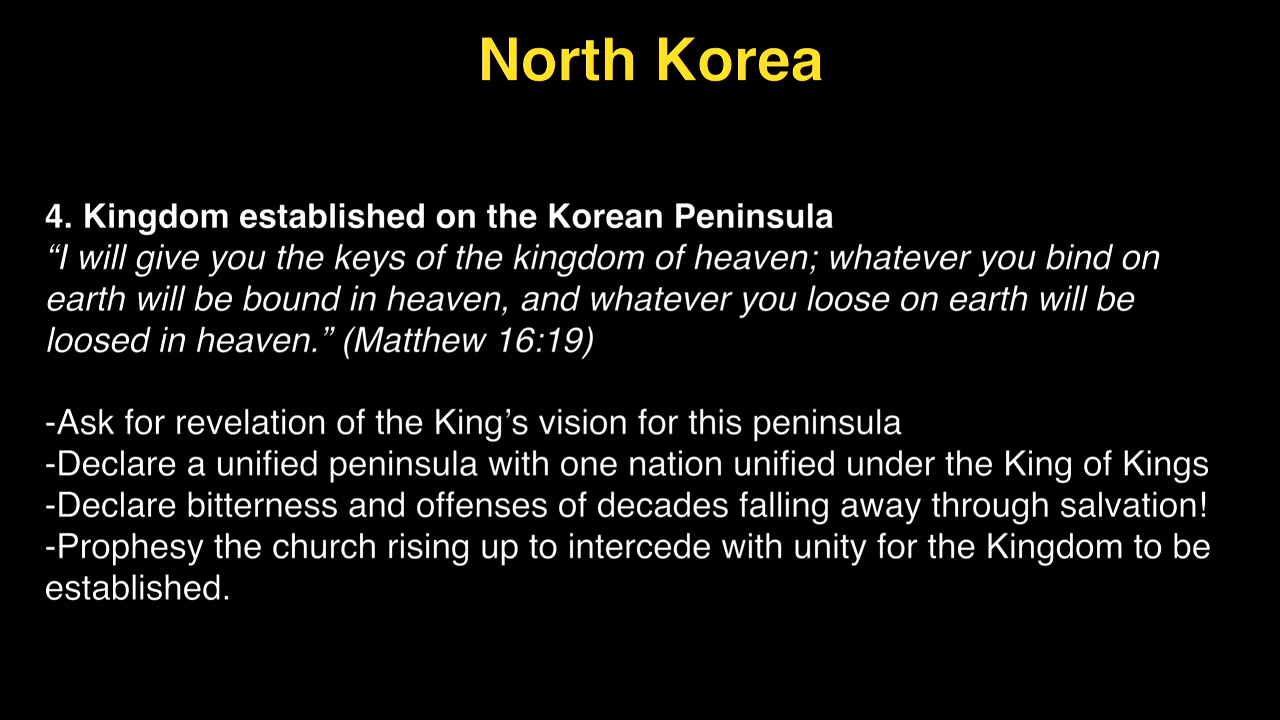 North Korea
4. Kingdom established on the Korean Peninsula
“I will give you the keys of the kingdom of heaven; whatever you bind on
earth will be bound in heaven, and whatever you loose on earth will be
loosed in heaven.” (Matthew 16:19)
-Ask for revelation of the King’s vision for this peninsula
-Declare a unified peninsula with one nation unified under the King of Kings
-Declare bitterness and offenses of decades falling away through salvation!
-Prophesy the church rising up to intercede with unity for the Kingdom to be
established.